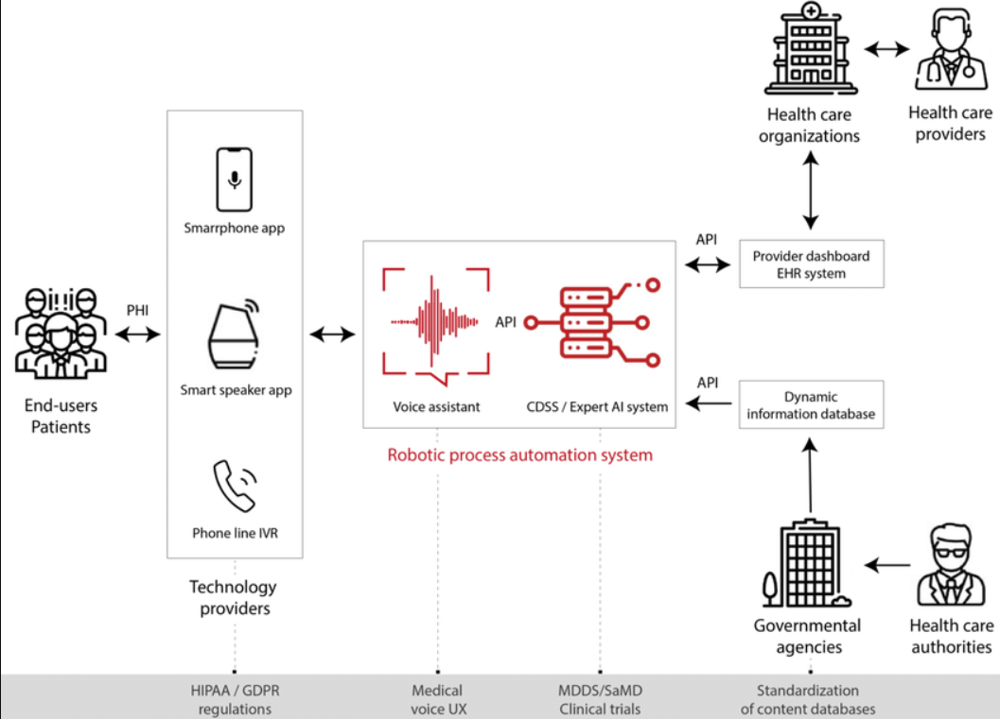 Health care
organizations
Health care
providers
Smarrphone app
API
Provider dashboard
EHR system
PHI
Smart speaker app
API
Voice assistant
CDSS / Expert AI system
API
Dynamic
information database
End-users
Patients
Robotic process automation system
Phone line IVR
Technology
providers
Governmental
agencies
Health care
authorities
HIPAA / GDPR
regulations
Medical
voice UX
MDDS/SaMD
Clinical trials
Standardization
of content databases